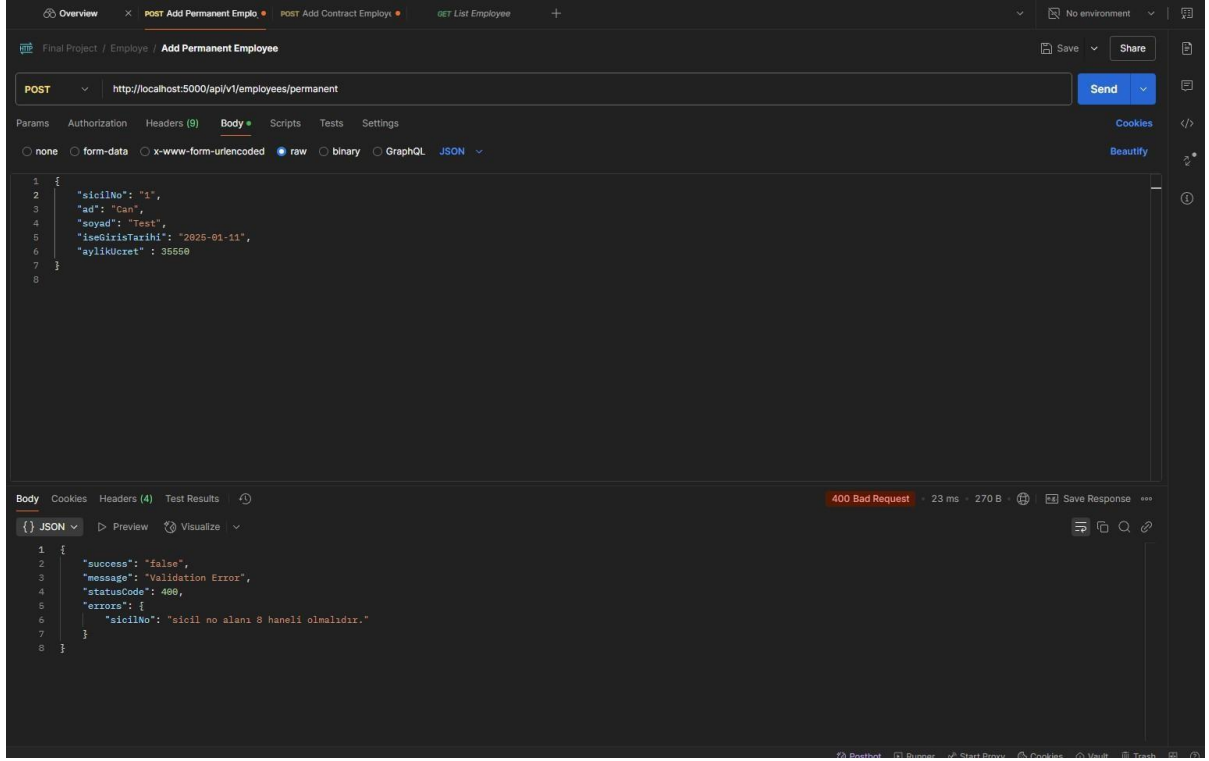 Overview
POST Add Permanent Emplo
POST Add Contract Employe
GET List Employee
No environment
HTTP Final Project / Employe / Add Permanent Employee
Save
Share
POST
http://localhost:5000/api/v1/employees/permanent
Send
Params Authorization Headers (9) Body Scripts Tests Settings
Cookies
none form-data x-www-form-urlencoded raw binary GraphQL JSON
Beautify
1 {
2 "sicilNo": "1",
3 "ad": "Can",
4 "soyad": "Test",
5 "iseGirisTarihi": "2025-01-11",
6 "aylikUcret" : 35550
7 }
8
Body Cookies Headers (4) Test Results
400 Bad Request 23 ms 270 B
e.g. Save Response
{} JSON Preview Visualize
1 {
2 "success": "false",
3 "message": "Validation Error",
4 "statusCode": 400,
5 "errors": {
6 "sicilNo": "sicil no alanı 8 haneli olmalıdır."
7 }
8 }
Postbot Runner Start Proxy Cookies Vault Trash